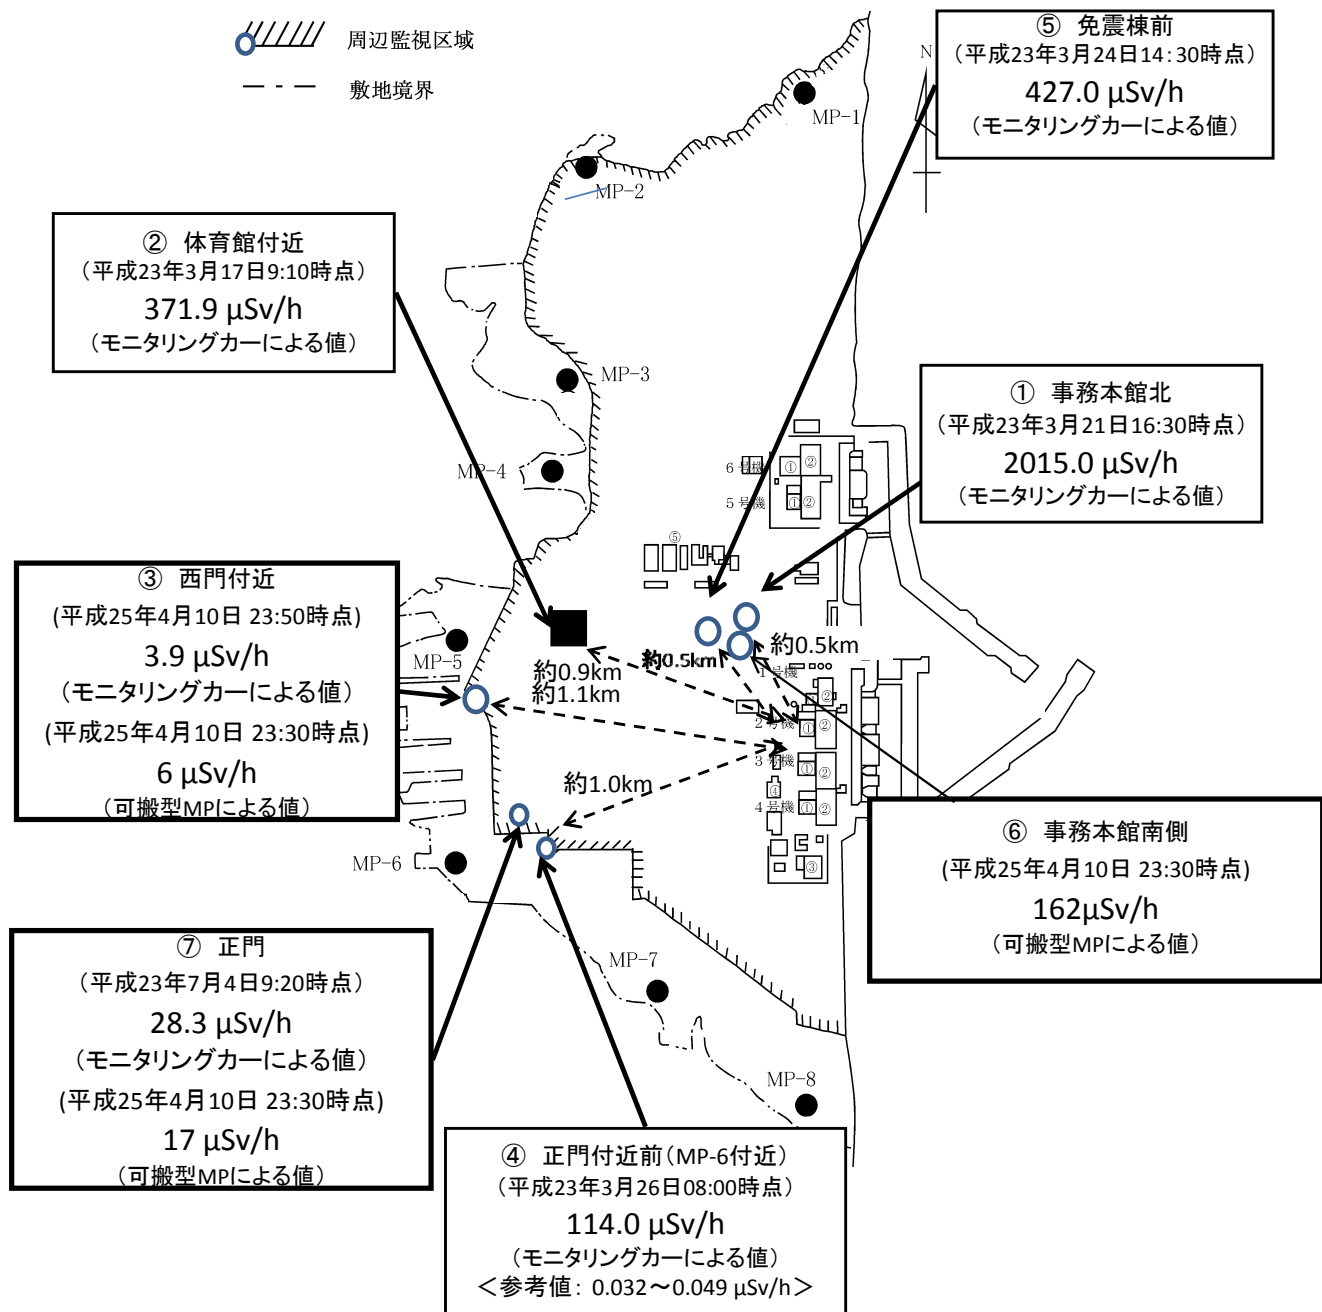 周辺監視区域
敷地境界
⑤ 免震棟前
（平成23年3月24日14：30時点）
427.0 μSv/h
（モニタリングカーによる値）
N
MP-1
MP-2
② 体育館付近
（平成23年3月17日9:10時点）
371.9 μSv/h
（モニタリングカーによる値）
MP-3
① 事務本館北
（平成23年3月21日16:30時点）
2015.0 μSv/h
（モニタリングカーによる値）
MP-4
6号機
① ②
5号機
① ②
⑤
③ 西門付近
(平成25年4月10日 23:50時点)
3.9 μSv/h
（モニタリングカーによる値）
(平成25年4月10日 23:30時点)
6 μSv/h
（可搬型MPによる値）
MP-5
約0.9km
約1.1km
約0.5km
約0.5km
1号機
②
2号機
① ②
3号機
① ②
約1.0km
④
4号機
① ②
③
MP-6
⑥ 事務本館南側
(平成25年4月10日 23:30時点)
162μSv/h
（可搬型MPによる値）
⑦ 正門
（平成23年7月4日9:20時点）
28.3 μSv/h
（モニタリングカーによる値）
(平成25年4月10日 23:30時点)
17 μSv/h
（可搬型MPによる値）
MP-7
MP-8
④ 正門付近前（MP-6付近）
（平成23年3月26日08:00時点）
114.0 μSv/h
（モニタリングカーによる値）
＜参考値： 0.032～0.049 μSv/h＞